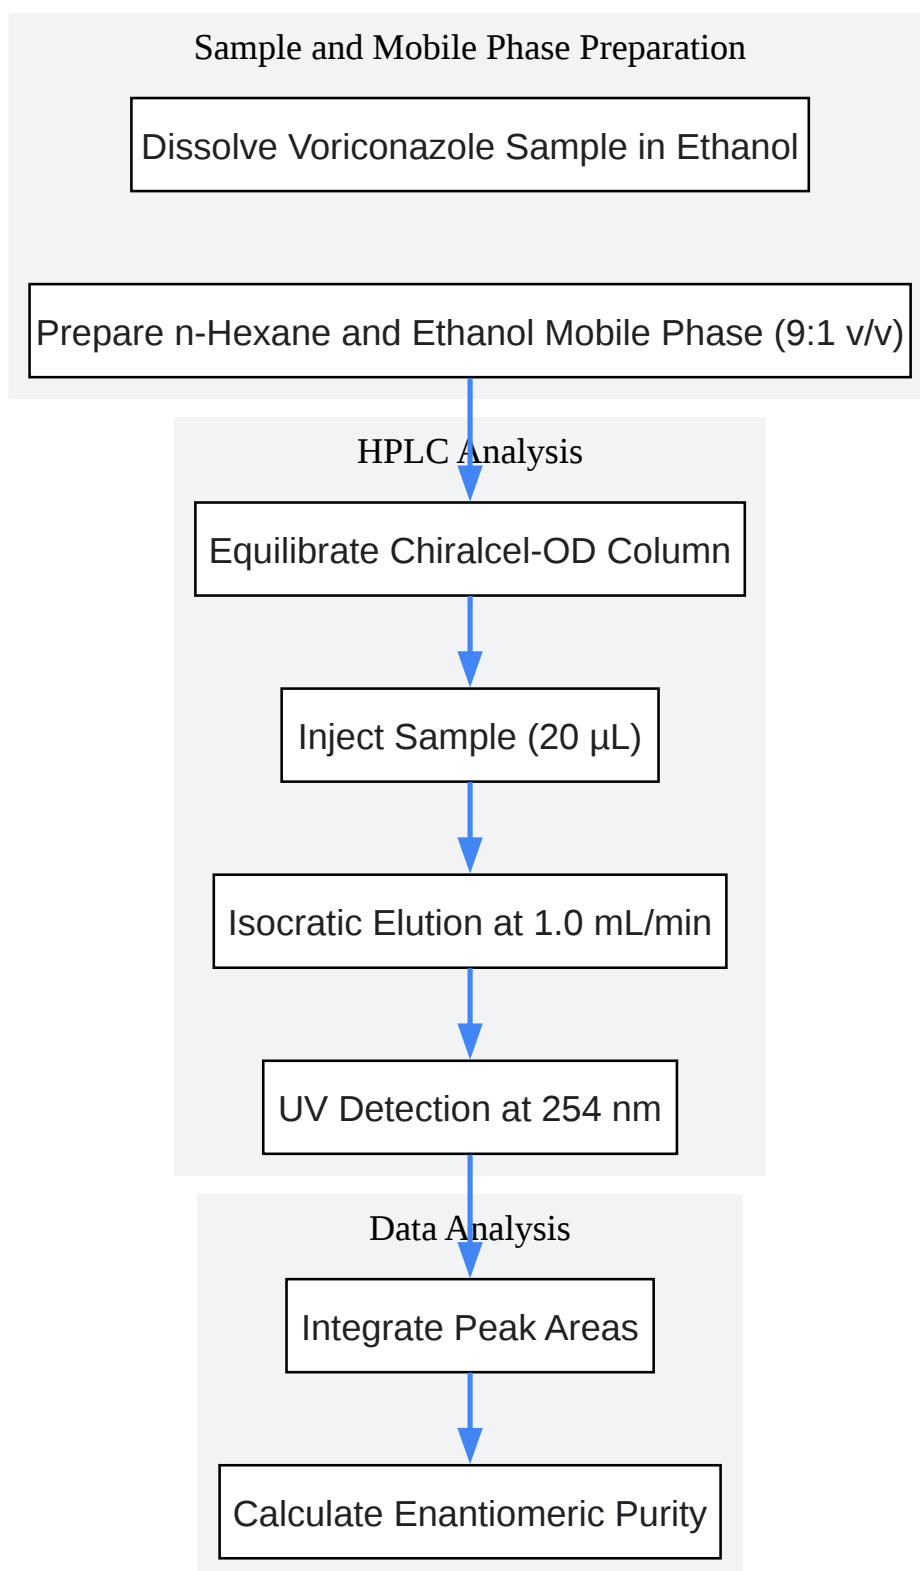 Sample and Mobile Phase Preparation
Dissolve Voriconazole Sample in Ethanol
Prepare n-Hexane and Ethanol Mobile Phase (9:1 v/v)
HPLC Analysis
Equilibrate Chiralcel-OD Column
Inject Sample (20 µL)
Isocratic Elution at 1.0 mL/min
UV Detection at 254 nm
Data Analysis
Integrate Peak Areas
Calculate Enantiomeric Purity